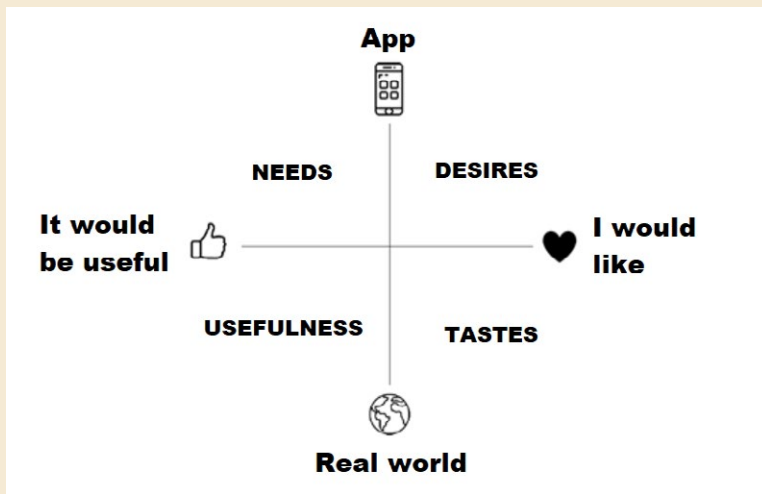 App
NEEDS
DESIRES
It would
be useful
I would
like
USEFULNESS
TASTES
Real world